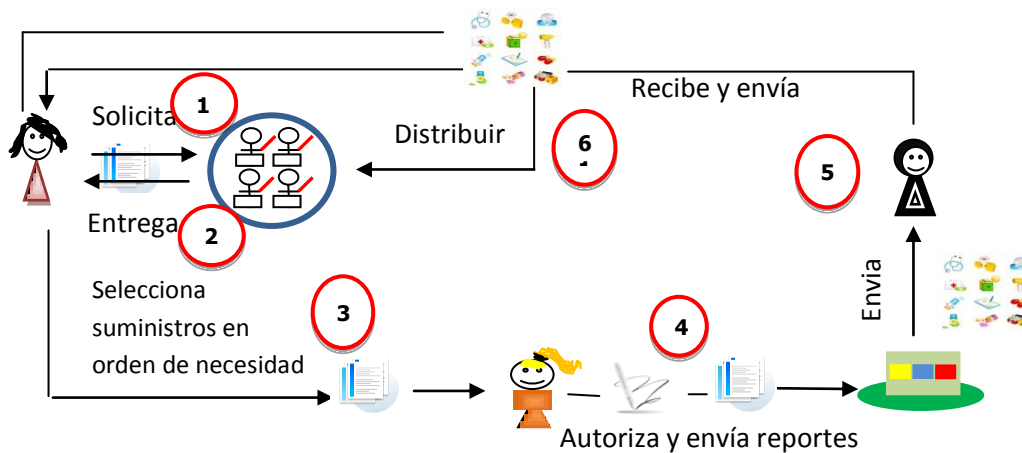 Recibe y envía
1
Solicita
Distribuir
6
5
Entrega
2
Envia
Selecciona
suministros en
orden de necesidad
3
4
Autoriza y envía reportes